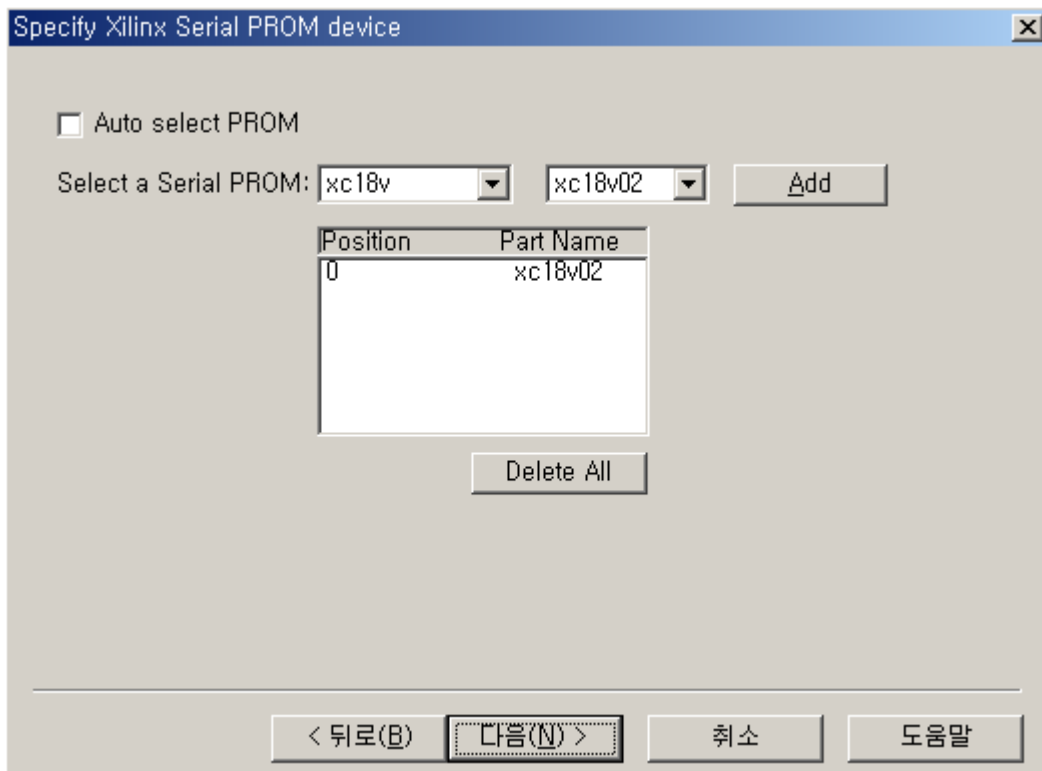 Specify Xilinx Serial PROM device
Auto select PROM
Select a Serial PROM: xc18v xc18v02 Add
Position Part Name
0 xc18v02
Delete All
< 뒤로(B) 다음(N) > 취소 도움말